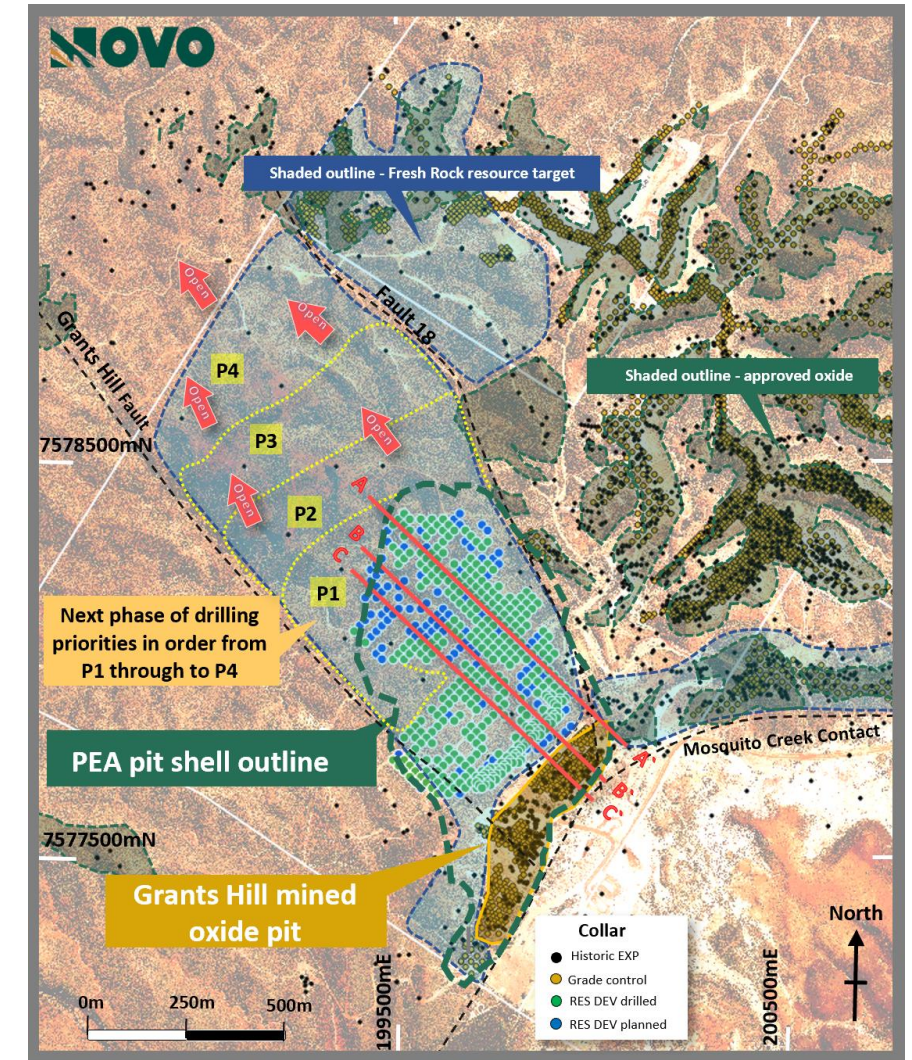 NOVO
Shaded outline - Fresh Rock resource target
Open
Open
Fault 18
Grants Hill Fault
P4
Shaded outline - approved oxide
Open
Open
P3
7578500mN
Open
A
P2
B
C
P1
Next phase of drilling
priorities in order from
P1 through to P4
Mosquito Creek Contact
PEA pit shell outline
A'
B'
C'
7577500mN
Grants Hill mined
oxide pit
North
Collar
Historic EXP
Grade control
RES DEV drilled
RES DEV planned
199500mE
200500mE
0m 250m 500m